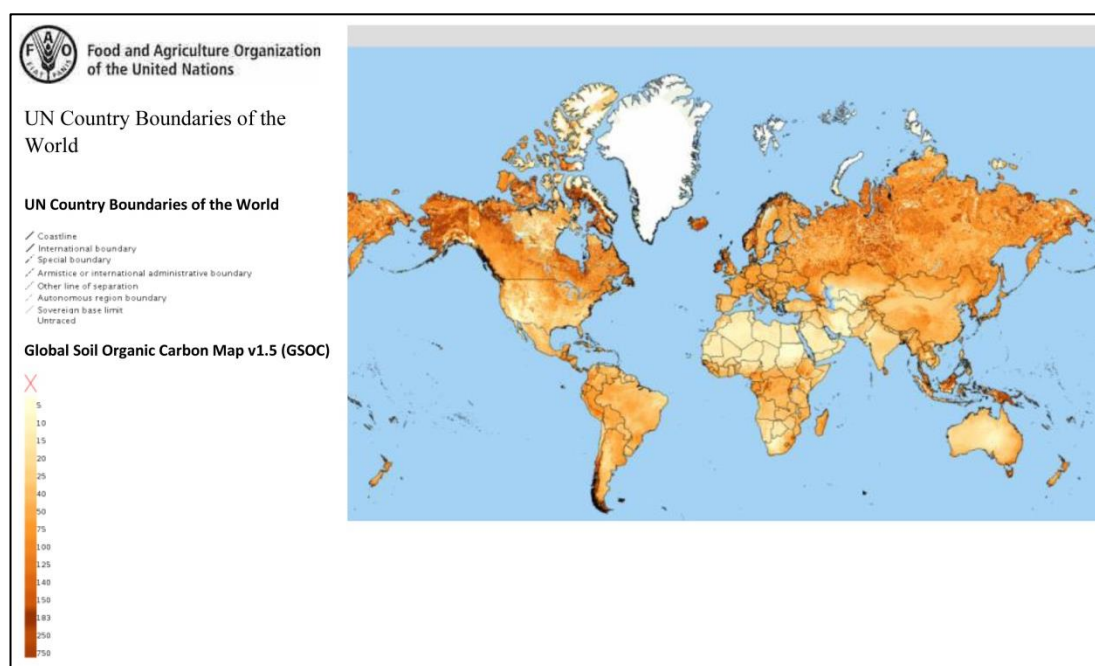 F A O
FIAT PANIS
Food and Agriculture Organization
of the United Nations
UN Country Boundaries of the
World
UN Country Boundaries of the World
Coastline
International boundary
Special boundary
Armistice or international administrative boundary
Other line of separation
Autonomous region boundary
Sovereign base limit
Untraced
Global Soil Organic Carbon Map v1.5 (GSOC)
5
10
15
25
40
50
75
100
125
140
150
183
250
750